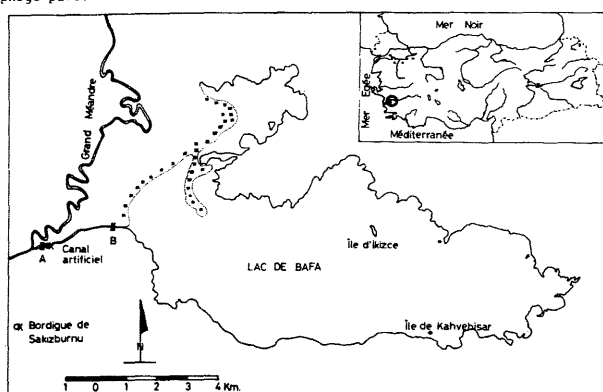 Mer Noir
Mer Egée
Méditerranée
Grand Méandre
A
B
Canal
artificiel
LAC DE BAFA
Île d'Ikizce
Île de Kahvehisar
α Bordigue de
Sakızburnu
N
1 0 1 2 3 4 Km.